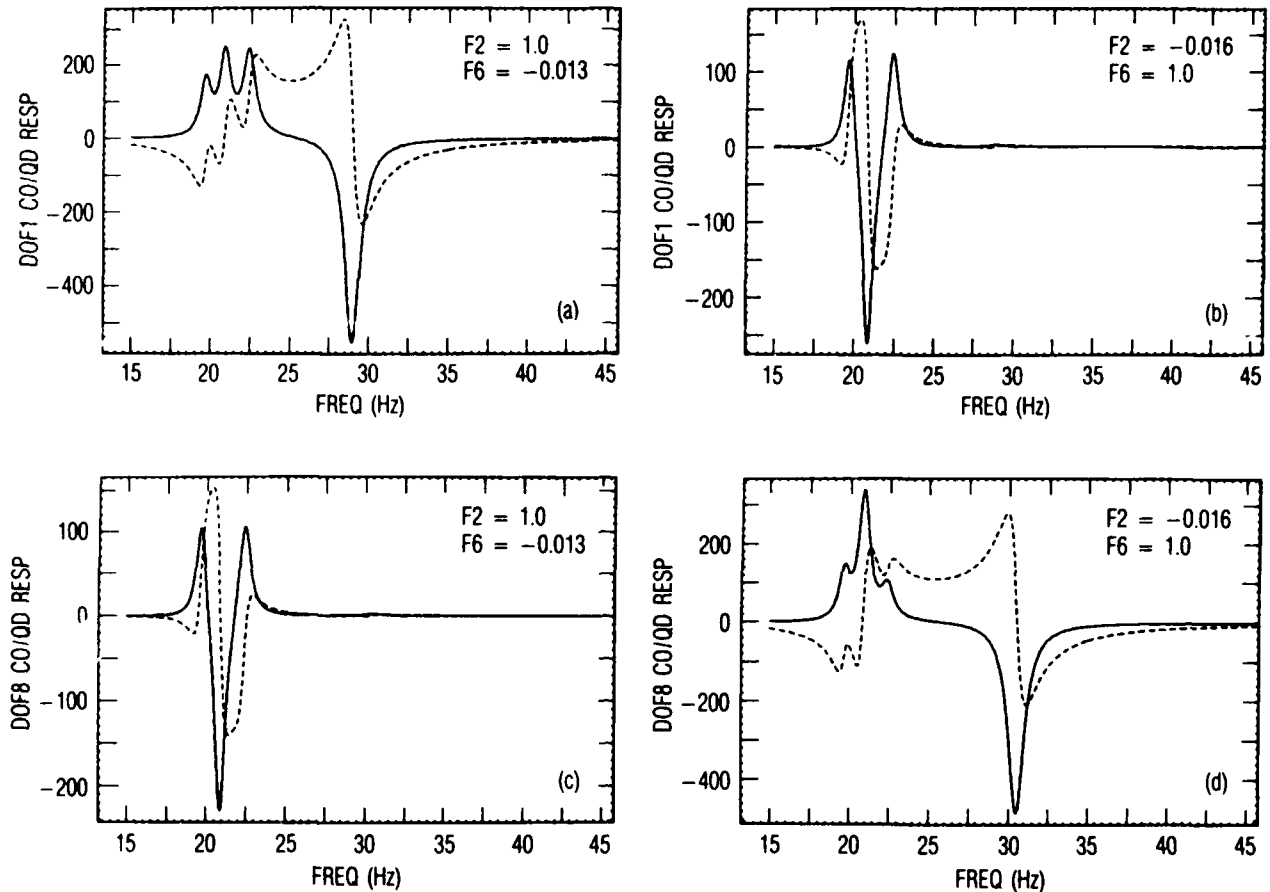 DOF1 CO/QD RESP
200
0
−200
−400
F2 = 1.0
F6 = −0.013
(a)
15 20 25 30 35 40 45
FREQ (Hz)
DOF1 CO/QD RESP
100
0
−100
−200
F2 = −0.016
F6 = 1.0
(b)
15 20 25 30 35 40 45
FREQ (Hz)
DOF8 CO/QD RESP
100
0
−100
−200
F2 = 1.0
F6 = −0.013
(c)
15 20 25 30 35 40 45
FREQ (Hz)
DOF8 CO/QD RESP
200
0
−200
−400
F2 = −0.016
F6 = 1.0
(d)
15 20 25 30 35 40 45
FREQ (Hz)